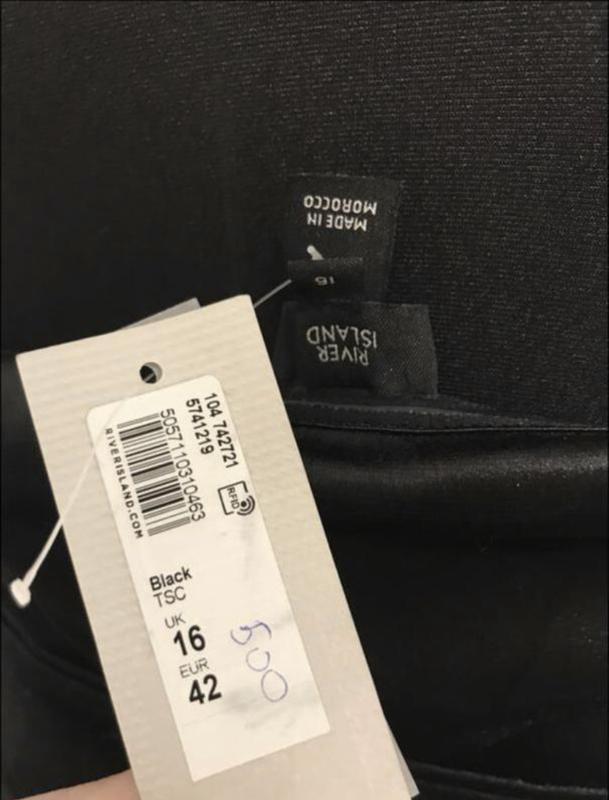 MADE IN
MOROCCO
16
RIVER
ISLAND
104 742721
5741219
RFID
5057110310463
RIVERISLAND.COM
Black
TSC
UK
16
EUR
42
500